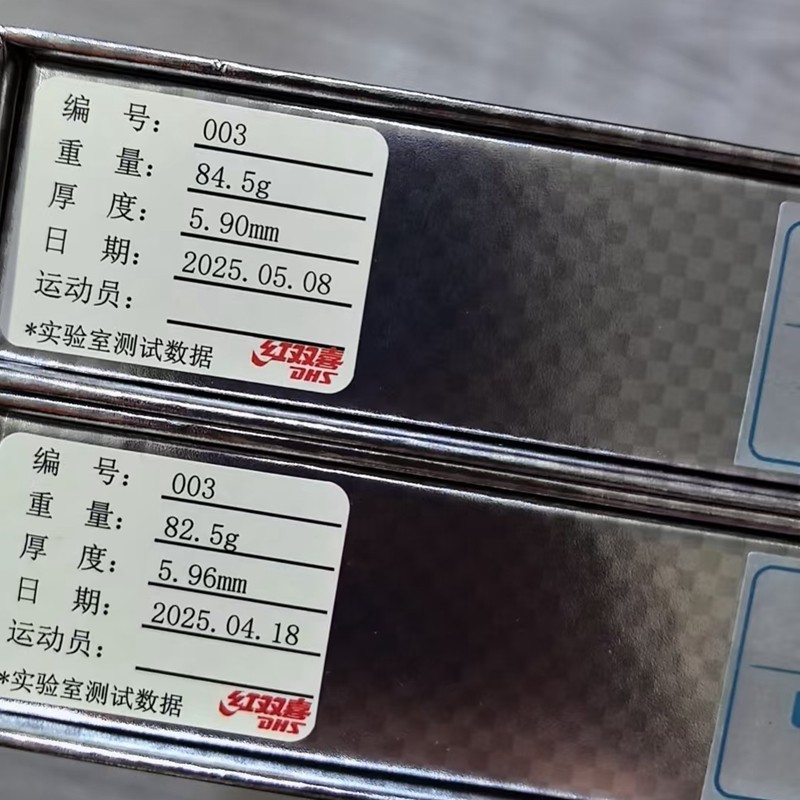 编 号: 003
重 量: 84.5g
厚 度: 5.90mm
日 期: 2025.05.08
运动员:
*实验室测试数据
红双喜
DHS
编 号: 003
重 量: 82.5g
厚 度: 5.96mm
日 期: 2025.04.18
运动员:
*实验室测试数据
红双喜
DHS